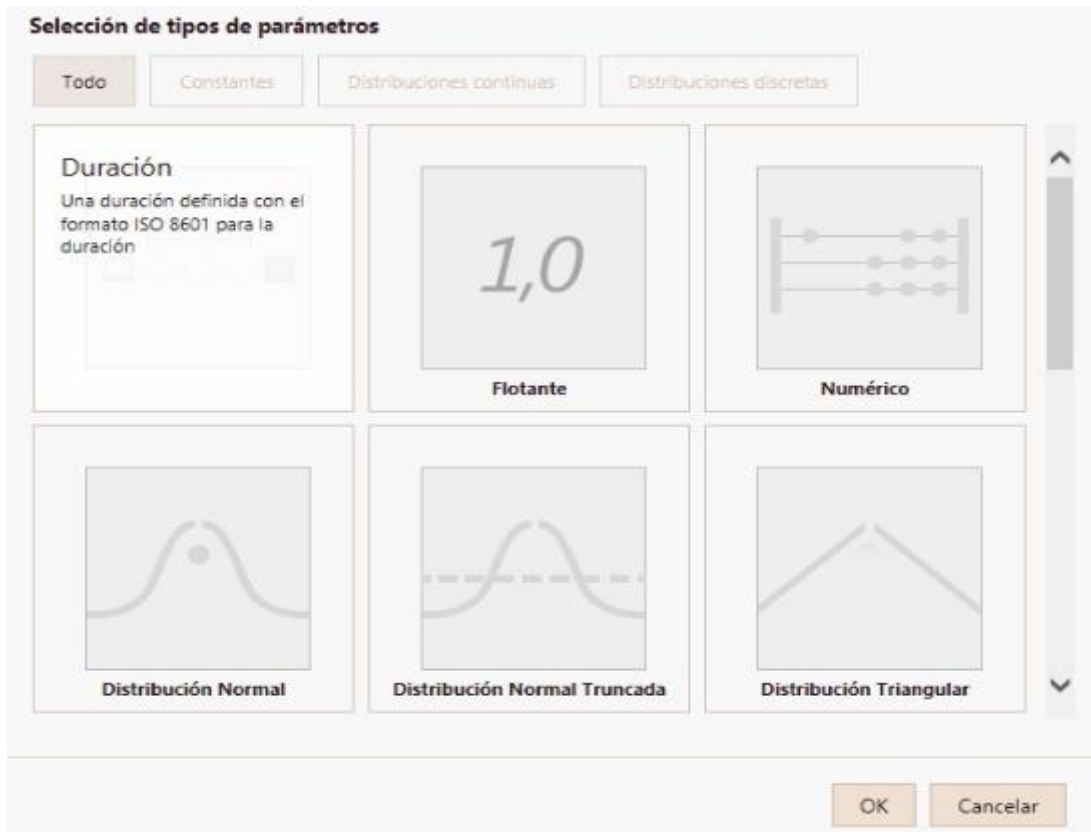 Selección de tipos de parámetros
Todo
Constantes
Distribuciones continuas
Distribuciones discretas
Duración
Una duración definida con el
formato ISO 8601 para la
duración
1,0
Flotante
Numérico
Distribución Normal
Distribución Normal Truncada
Distribución Triangular
OK
Cancelar